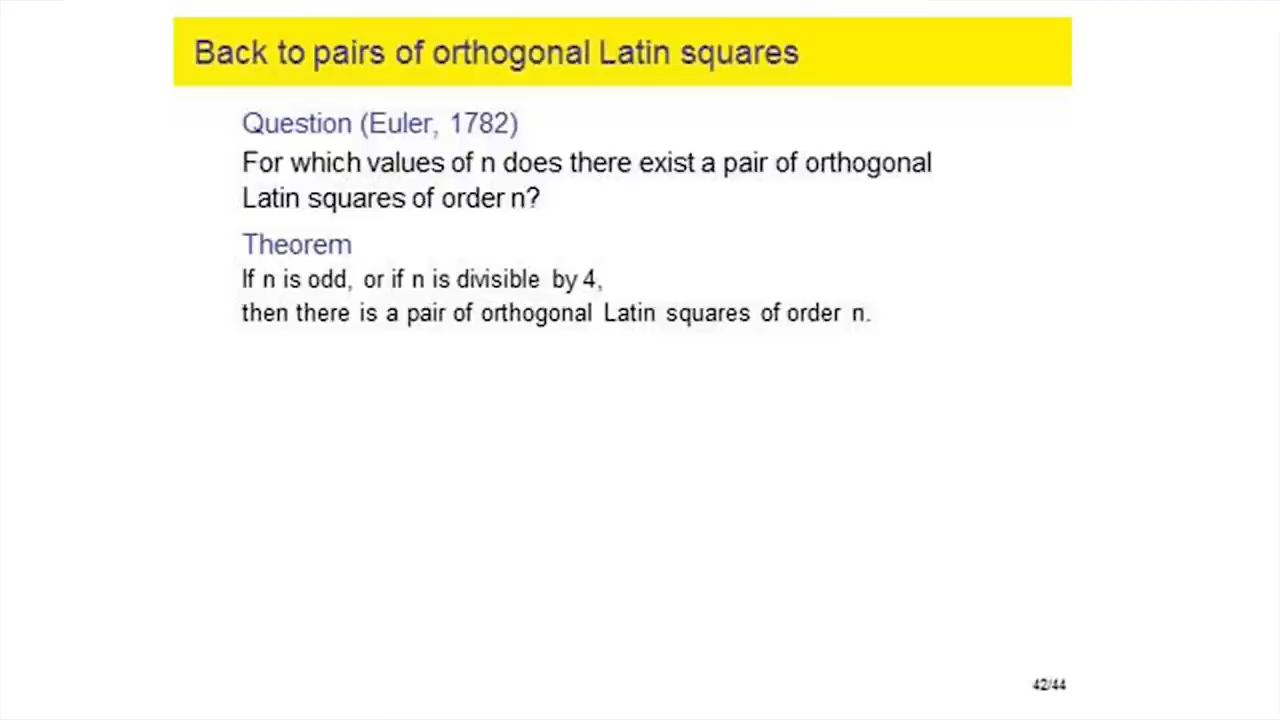 Back to pairs of orthogonal Latin squares
Question (Euler, 1782)
For which values of n does there exist a pair of orthogonal
Latin squares of order n?
Theorem
If n is odd, or if n is divisible by 4,
then there is a pair of orthogonal Latin squares of order n.
42/44